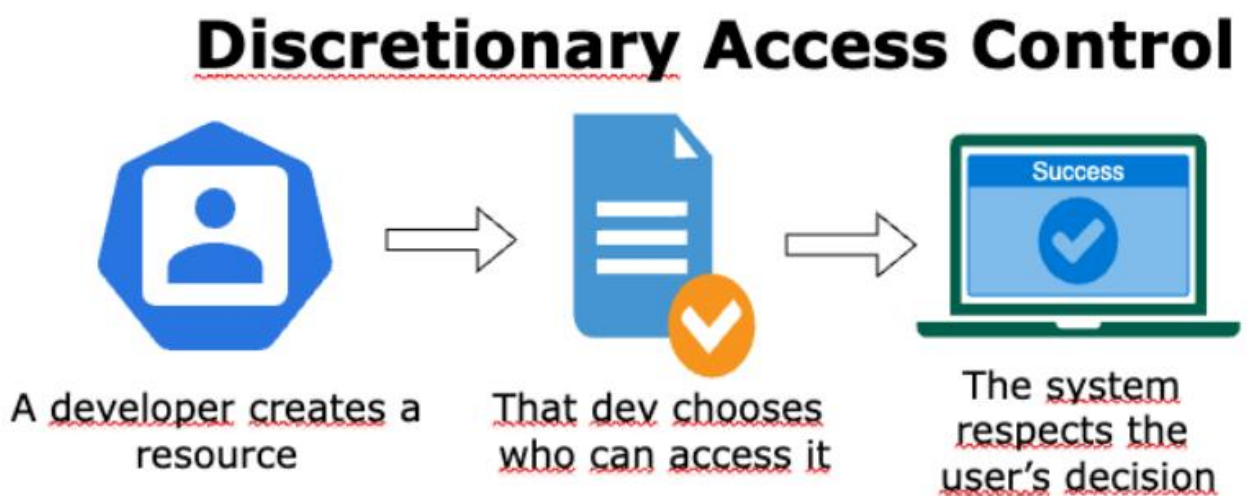 Discretionary Access Control
Success
A developer creates a
resource
That dev chooses
who can access it
The system
respects the
user's decision